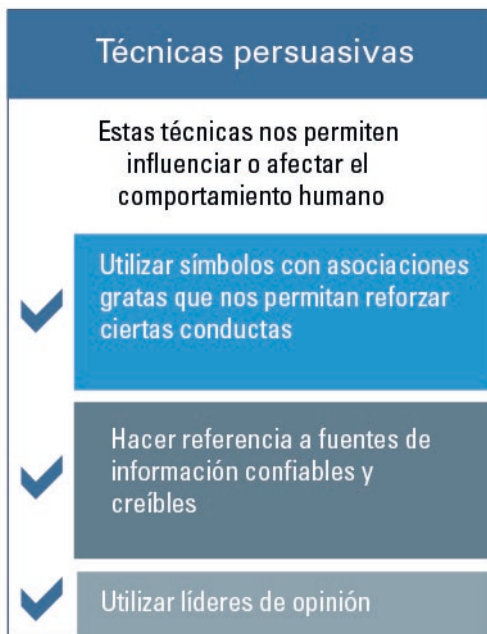 Técnicas persuasivas
Estas técnicas nos permiten
influenciar o afectar el
comportamiento humano
Utilizar símbolos con asociaciones
gratas que nos permitan reforzar
ciertas conductas
Hacer referencia a fuentes de
información confiables y
creíbles
Utilizar líderes de opinión